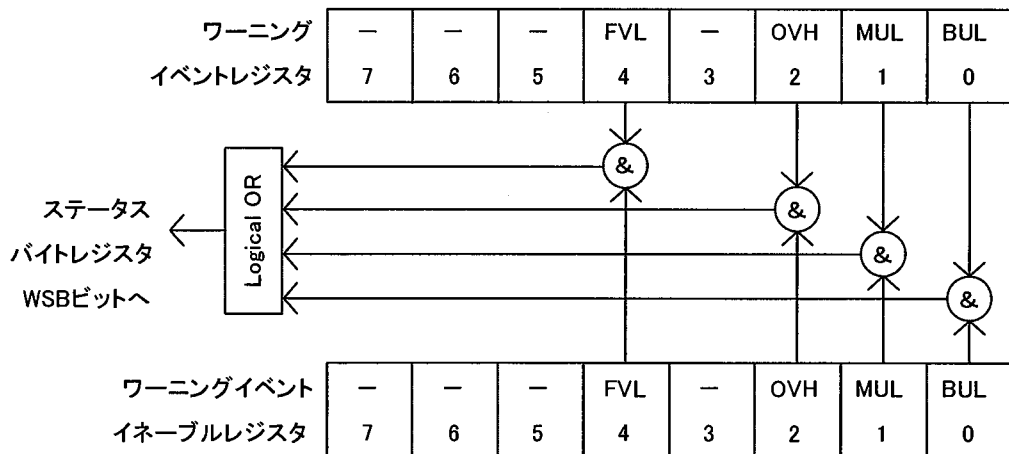 ワーニング － － － FVL － OVH MUL BUL
イベントレジスタ 7 6 5 4 3 2 1 0
&
ステータス Logical OR &
バイトレジスタ &
WSBビットへ &
ワーニングイベント － － － FVL － OVH MUL BUL
イネーブルレジスタ 7 6 5 4 3 2 1 0